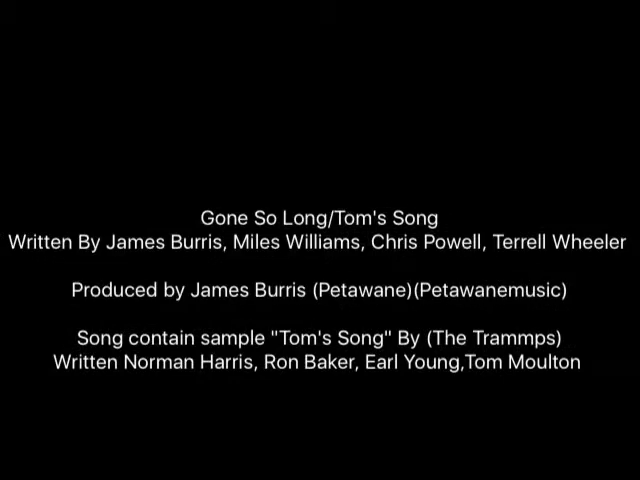 Gone So Long/Tom's Song
Written By James Burris, Miles Williams, Chris Powell, Terrell Wheeler
Produced by James Burris (Petawane)(Petawanemusic)
Song contain sample "Tom's Song" By (The Trammps)
Written Norman Harris, Ron Baker, Earl Young,Tom Moulton